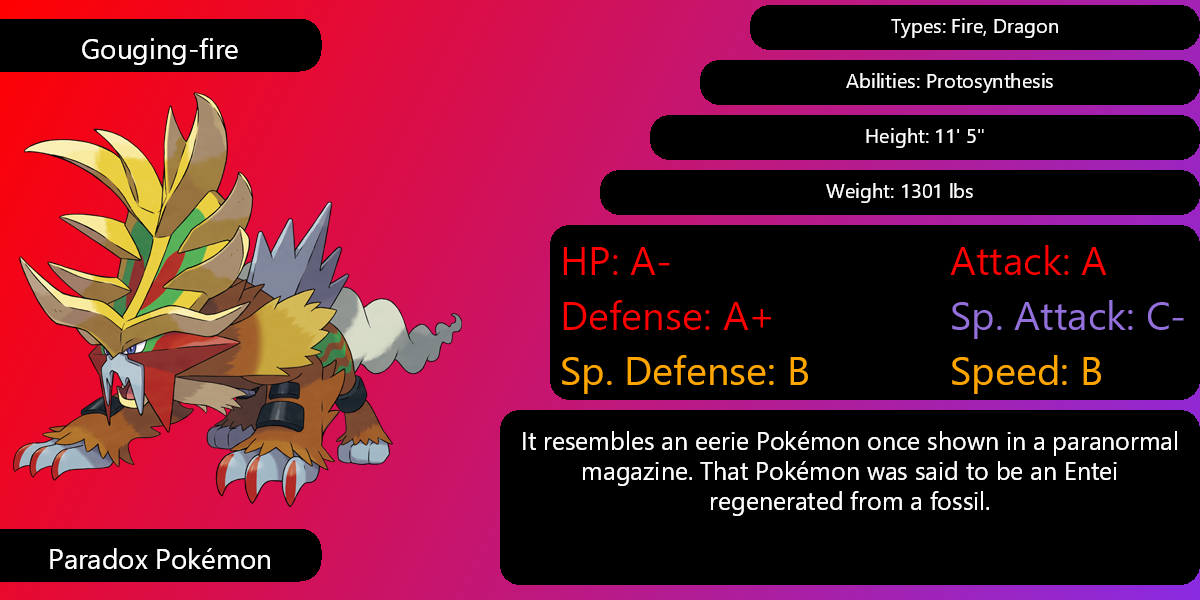 Gouging-fire
Types: Fire, Dragon
Abilities: Protosynthesis
Height: 11' 5"
Weight: 1301 lbs
HP: A-
Attack: A
Defense: A+
Sp. Attack: C-
Sp. Defense: B
Speed: B
It resembles an eerie Pokémon once shown in a paranormal
magazine. That Pokémon was said to be an Entei
regenerated from a fossil.
Paradox Pokémon